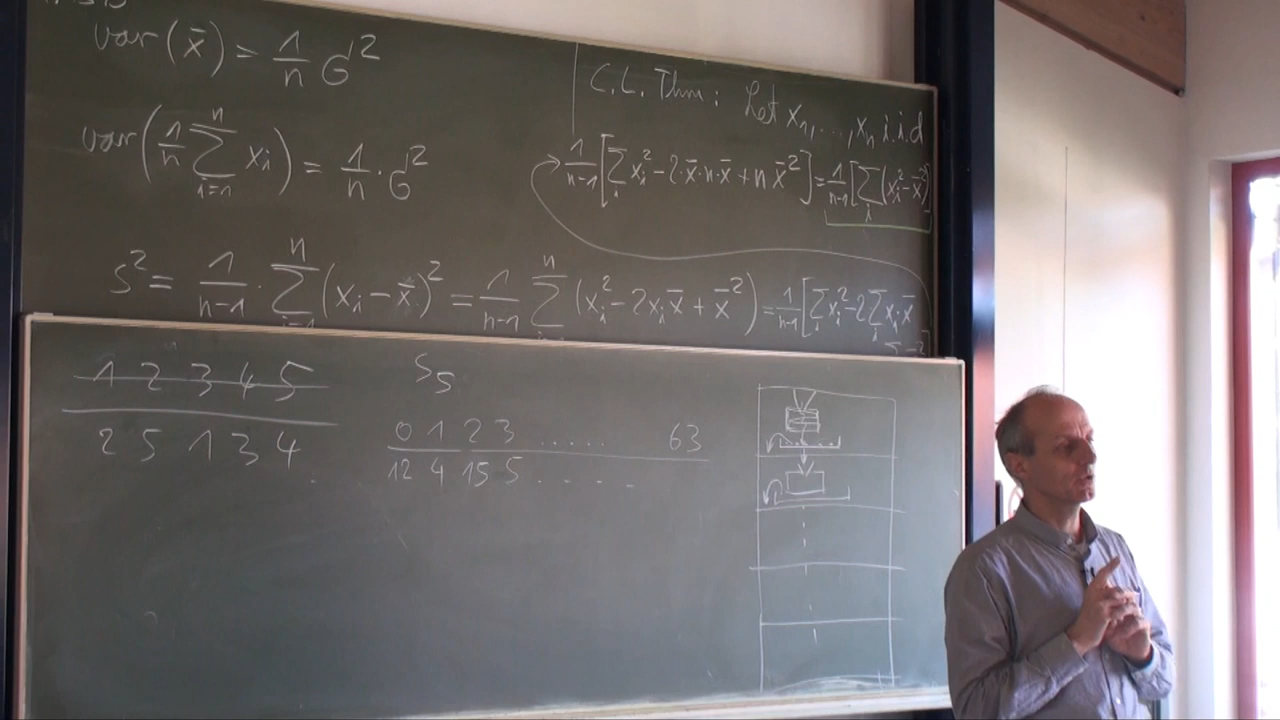 var(x̄) = 1/n σ²
var(1/n ∑_{i=1}^{n} xᵢ) = 1/n · σ²
s² = 1/(n-1) · ∑^{n} (xᵢ - x̄)² = 1/(n-1) ∑^{n} (xᵢ² - 2xᵢx̄ + x̄²) = 1/(n-1) [∑ᵢ xᵢ² - 2∑ᵢ xᵢ·x̄
C.L. Thm: Let x₁, ..., xₙ i.i.d
1/(n-1) [∑ᵢ xᵢ² - 2·x̄·n·x̄ + n x̄²] = 1/(n-1) [∑ᵢ (xᵢ² - x̄²)]
1 2 3 4 5
2 5 1 3 4
S₅
0 1 2 3 ...... 63
12 4 15 5 . . . . .